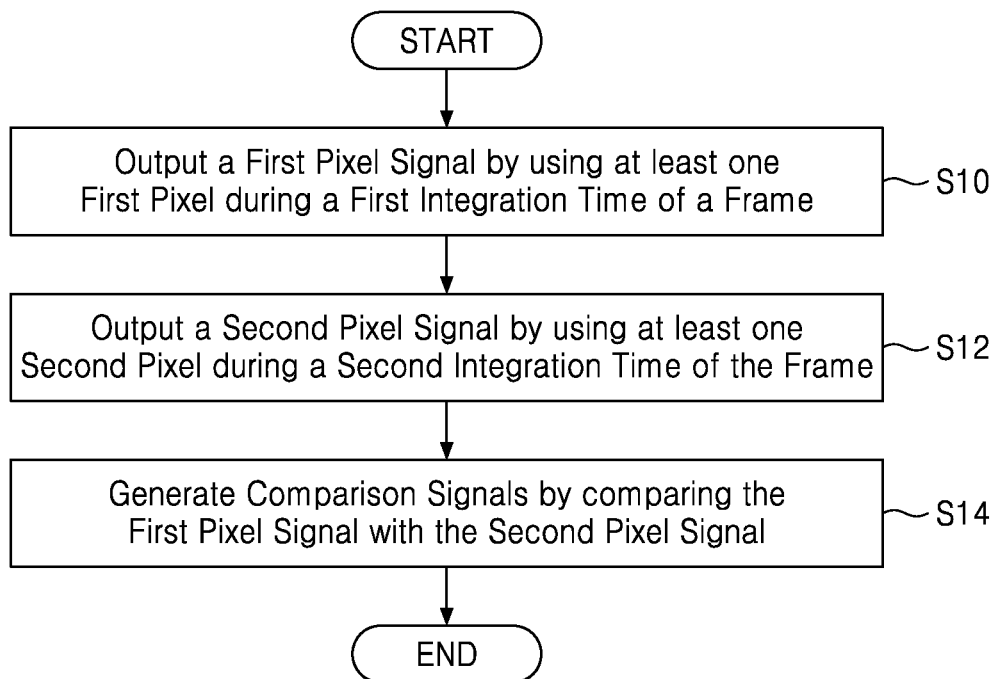 START
Output a First Pixel Signal by using at least one
First Pixel during a First Integration Time of a Frame
S10
Output a Second Pixel Signal by using at least one
Second Pixel during a Second Integration Time of the Frame
S12
Generate Comparison Signals by comparing the
First Pixel Signal with the Second Pixel Signal
S14
END